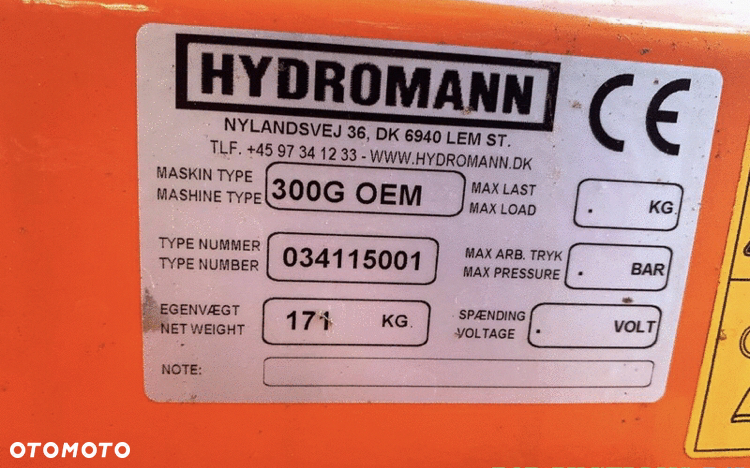 HYDROMANN
CE
NYLANDSVEJ 36, DK 6940 LEM ST.
TLF. +45 97 34 12 33 - WWW.HYDROMANN.DK
MASKIN TYPE
MASHINE TYPE
300G OEM
MAX LAST
MAX LOAD
. KG
TYPE NUMMER
TYPE NUMBER
034115001
MAX ARB. TRYK
MAX PRESSURE
. BAR
EGENVÆGT
NET WEIGHT
171 KG
SPÆNDING
VOLTAGE
. VOLT
NOTE:
OTOMOTO